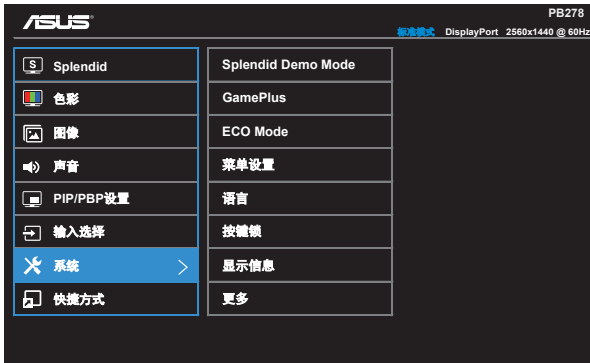 ASUS
PB278
标准模式 DisplayPort 2560x1440 @ 60Hz
S Splendid
色彩
图像
声音
PIP/PBP设置
输入选择
系统
快捷方式
Splendid Demo Mode
GamePlus
ECO Mode
菜单设置
语言
按键锁
显示信息
更多